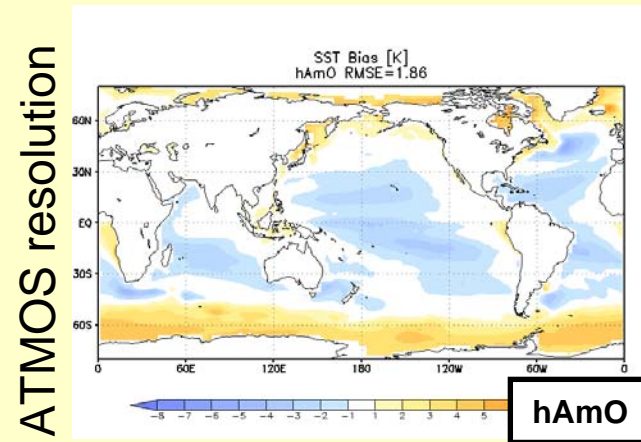 ATMOS resolution
SST Bias [K]
hAmO RMSE=1.86
60N
30N
EQ
30S
60S
0 60E 120E 180 120W 60W 0
-8 -7 -5 -4 -3 -2 -1 1 2 3 4 5
hAmO